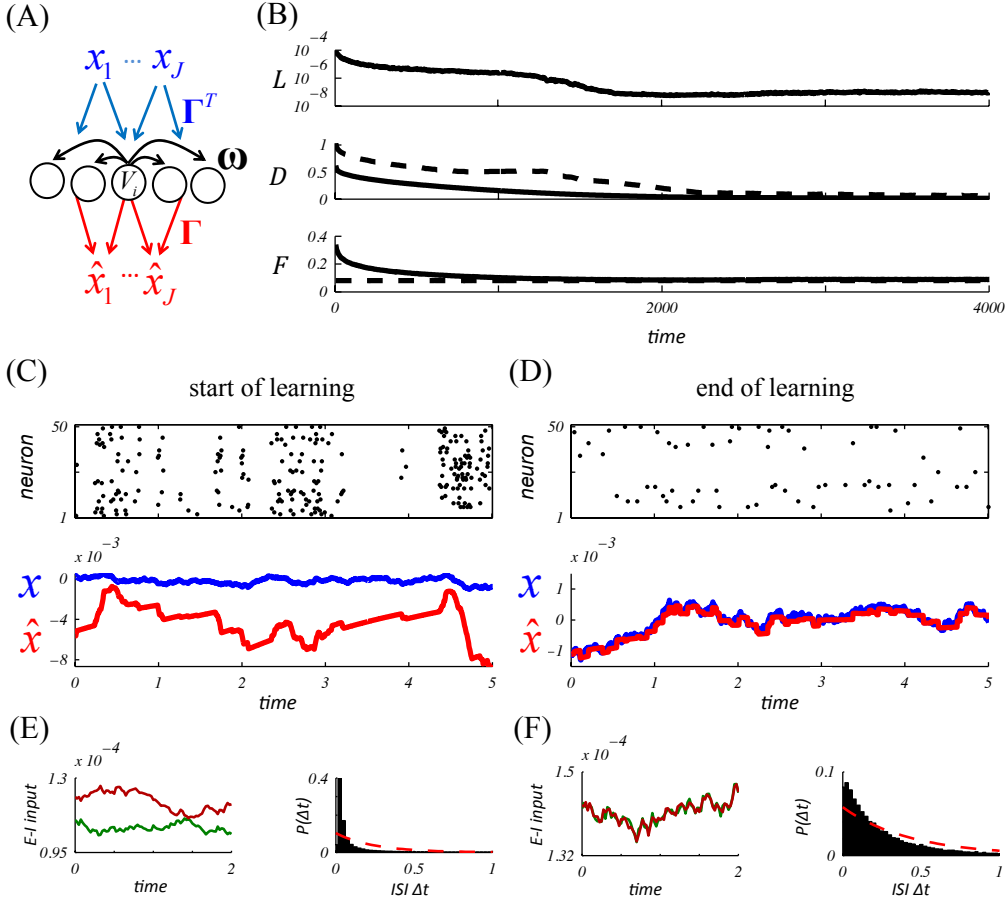 (A)
x1 ... xJ
Γ^T
ω
Vi
Γ
x̂1 ... x̂J
(B)
L
10^-4
10^-6
10^-8
D
1
0.5
0
F
0.4
0.2
0
0 2000 4000
time
(C)
start of learning
neuron
50
1
x 10^-3
x
x̂
0
-4
-8
0 1 2 3 4 5
time
(D)
end of learning
neuron
50
1
x 10^-3
x
x̂
1
0
-1
0 1 2 3 4 5
time
(E)
x 10^-4
E-I input
1.3
0.95
0 2
time
P(Δt)
0.4
0
0 0.5 1
ISI Δt
(F)
x 10^-4
E-I input
1.5
1.32
0 2
time
P(Δt)
0.1
0
0 0.5 1
ISI Δt